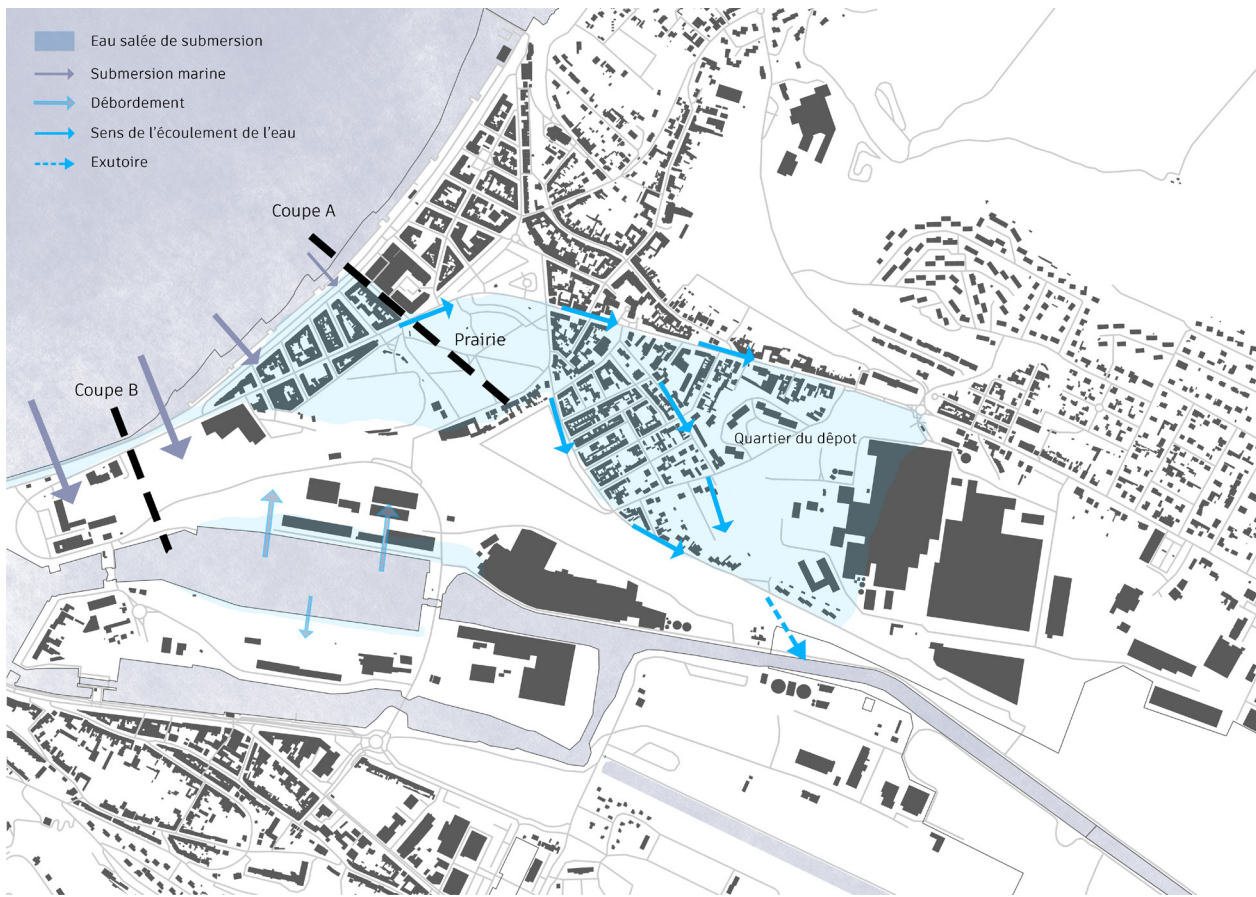 Eau salée de submersion
Submersion marine
Débordement
Sens de l'écoulement de l'eau
Exutoire
Coupe A
Prairie
Coupe B
Quartier du dêpot